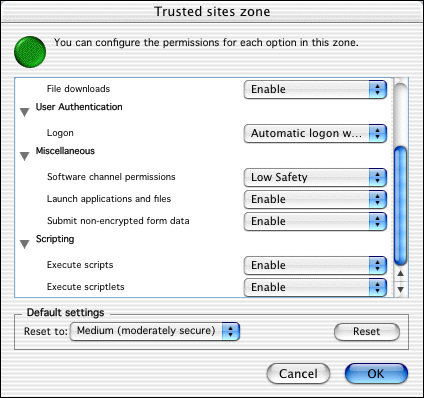 Trusted sites zone
You can configure the permissions for each option in this zone.
File downloads Enable
User Authentication
Logon Automatic logon w...
Miscellaneous
Software channel permissions Low Safety
Launch applications and files Enable
Submit non-encrypted form data Enable
Scripting
Execute scripts Enable
Execute scriptlets Enable
Default settings
Reset to: Medium (moderately secure) Reset
Cancel OK